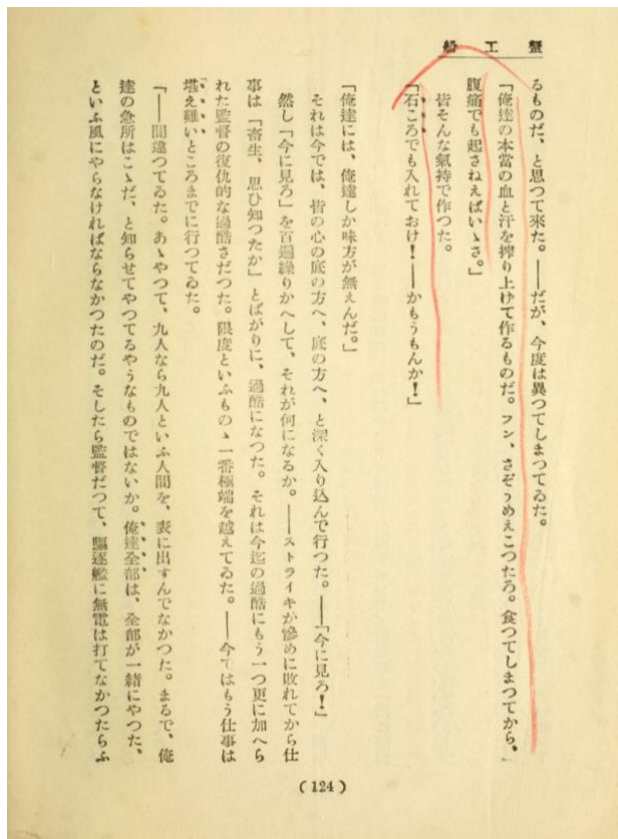 蟹工船
るものだ、と思つて來た。――だが、今度は異つてしまつてゐた。
「俺達の本當の血と汗を搾り上げて作るものだ。フン、さぞうめえこつたろ。食つてしまつてから、
腹痛でも起さねえばいゝさ。」
皆そんな氣持で作つた。
「石ころでも入れておけ！――かもうもんか！」
「俺達には、俺達しか味方が無えんだ。」
それは今では、皆の心の底の方へ、底の方へ、と深く入り込んで行つた。――「今に見ろ！」
然し「今に見ろ」を百遍繰りかへして、それが何になるか。――ストライキが慘めに敗れてから仕
事は「畜生、思ひ知つたか」とばかりに、過酷になつた。それは今迄の過酷にもう一つ更に加へら
れた監督の復仇的な過酷さだつた。限度といふものゝ一番極端を越えてゐた。――今ではもう仕事は
堪え難いところまでに行つてゐた。
「――間違つてゐた。あゝやつて、九人なら九人といふ人間を、表に出すんでなかつた。まるで、俺
達の急所はこゝだ、と知らせてやつてるやうなものではないか。俺達全部は、全部が一緒にやつた、
といふ風にやらなければならなかつたのだ。そしたら監督だつて、驅逐艦に無電は打てなかつたらふ
(124)